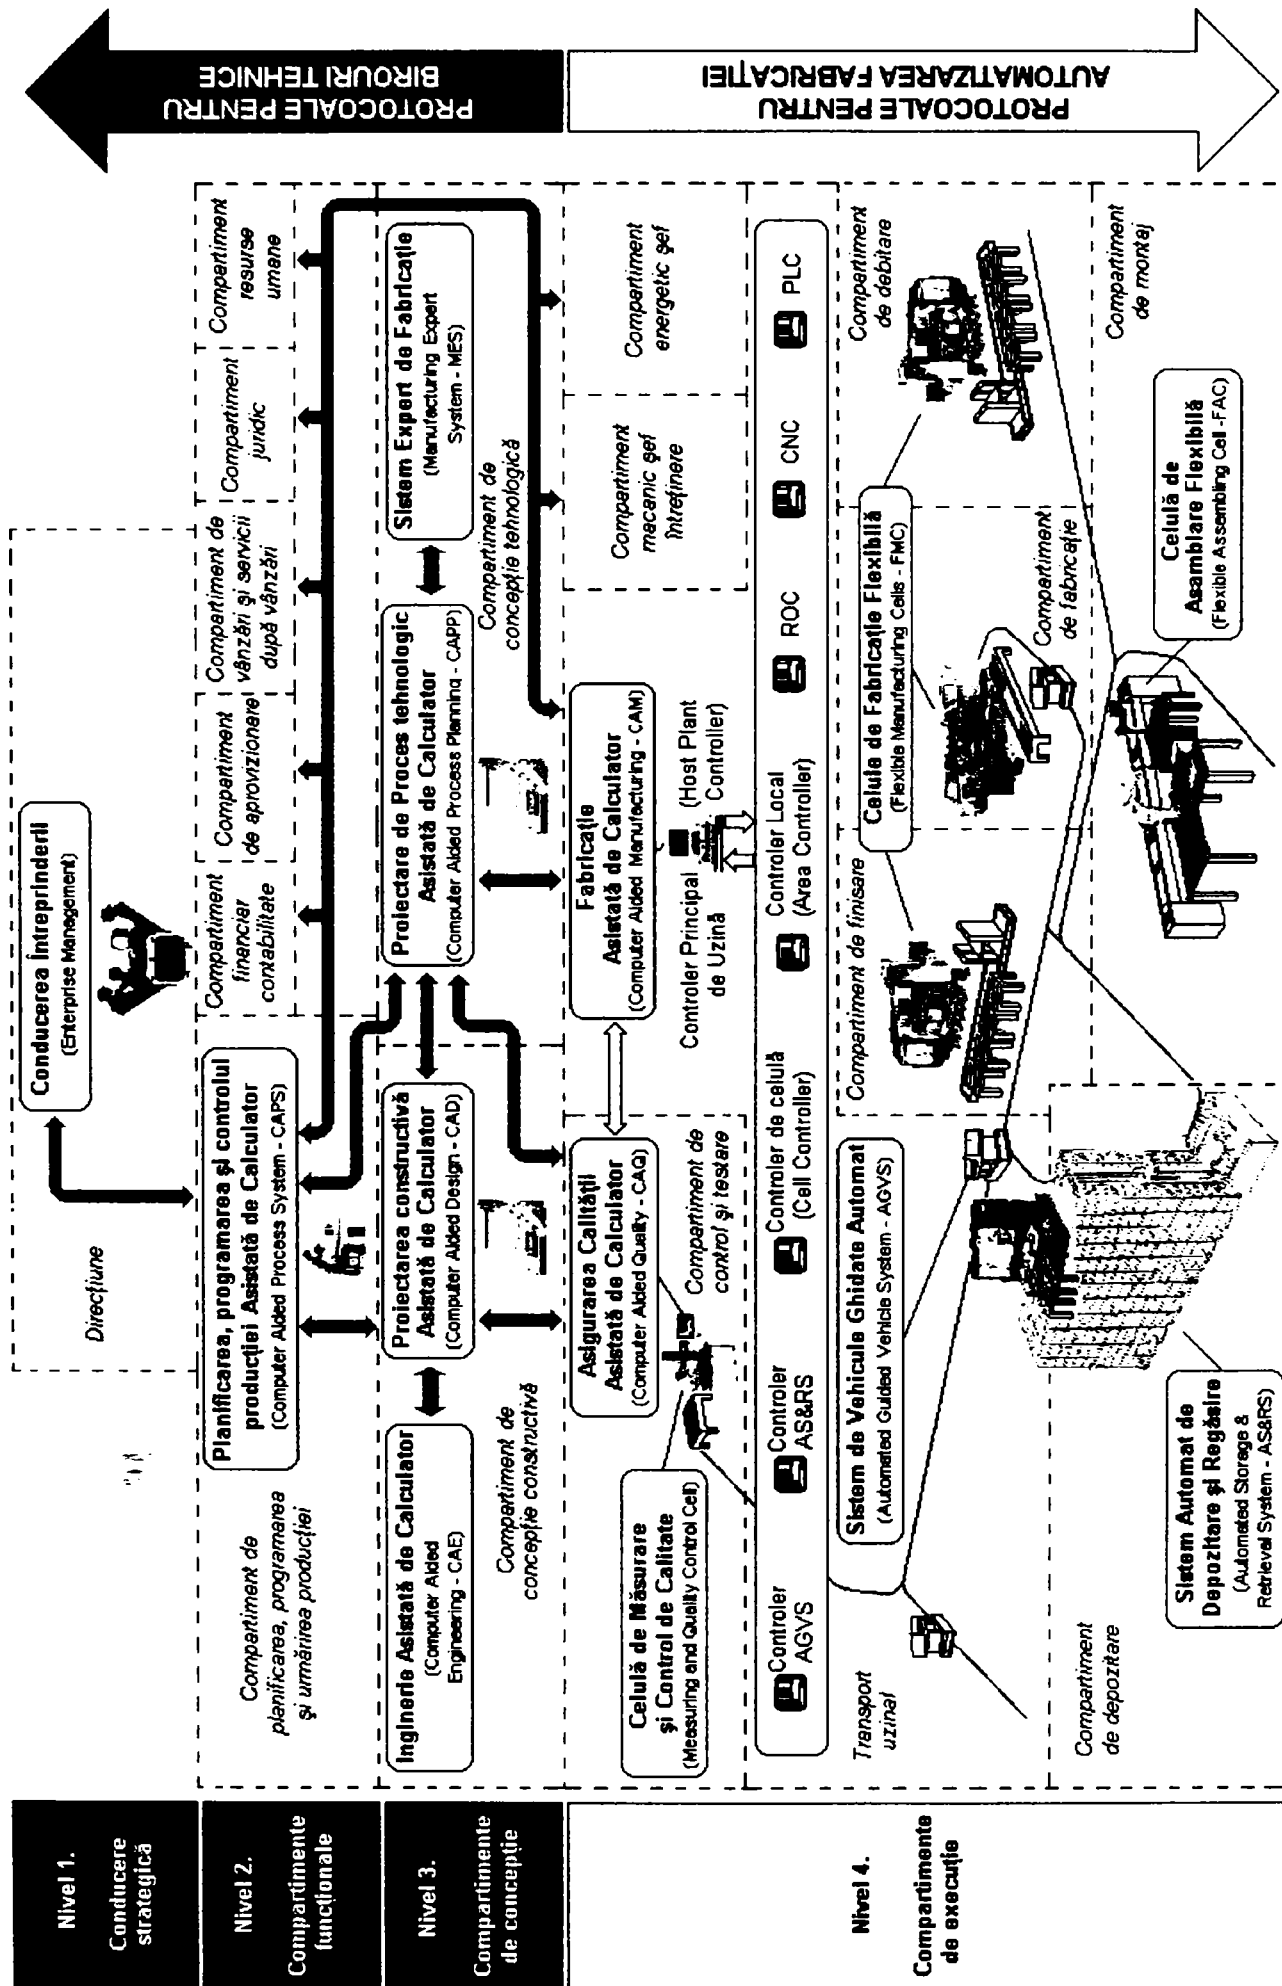 Nivel 1.
Conducere
strategică
Direcțiune
Conducerea Întreprinderii
(Enterprise Management)
Nivel 2.
Compartimente
funcționale
Compartiment de
planificarea, programarea
și urmărirea producției
Planificarea, programarea și controlul
producției Asistată de Calculator
(Computer Aided Process System - CAPS)
Compartiment
financiar
contabilitate
Compartiment
de aprovizionere
Compartiment de
vânzări și servicii
după vânzări
Compartiment
juridic
Compartiment
resurse
umane
Nivel 3.
Compartimente
de concepție
Inginerie Asistată de Calculator
(Computer Aided
Engineering - CAE)
Compartiment de
concepție constructivă
Proiectarea constructivă
Asistată de Calculator
(Computer Aided Design - CAD)
Proiectare de Proces tehnologic
Asistată de Calculator
(Computer Aided Process Planning - CAPP)
Compartiment de
concepție tehnologică
Sistem Expert de Fabricație
(Manufacturing Expert
System - MES)
Nivel 4.
Compartimente
de execuție
Celulă de Măsurare
și Control de Calitate
(Measuring and Quality Control Cell)
Asigurarea Calității
Asistată de Calculator
(Computer Aided Quality - CAQ)
Compartiment de
control și testare
Fabricație
Asistată de Calculator
(Computer Aided Manufacturing - CAM)
Controler Principal
de Uzină
(Host Plant
Controller)
Compartiment
mecanic șef
întreținere
Compartiment
energetic șef
Controler
AGVS
Controler
AS&RS
Controler de celulă
(Cell Controller)
Controler Local
(Area Controller)
ROC
CNC
PLC
Transport
uzinal
Sistem de Vehicule Ghidate Automat
(Automated Guided Vehicle System - AGVS)
Compartiment de finisare
Celule de Fabricație Flexibilă
(Flexible Manufacturing Cells - FMC)
Compartiment
de fabricație
Compartiment
de debitare
Compartiment
de depozitare
Sistem Automat de
Depozitare și Regăsire
(Automated Storage &
Retrieval System - AS&RS)
Celulă de
Asamblare Flexibilă
(Flexible Assembling Cell -FAC)
Compartiment
de montaj
PROTOCOALE PENTRU
BIROURI TEHNICE
PROTOCOALE PENTRU
AUTOMATIZAREA FABRICAȚIEI